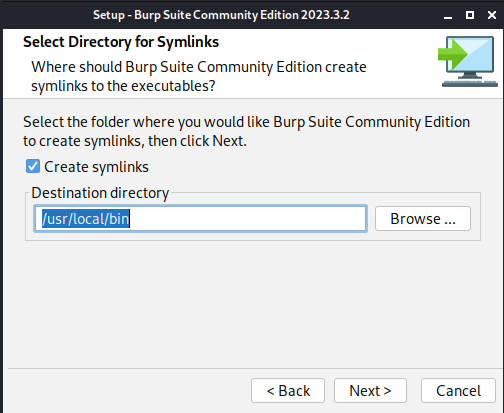 Setup - Burp Suite Community Edition 2023.3.2
Select Directory for Symlinks
Where should Burp Suite Community Edition create
symlinks to the executables?
Select the folder where you would like Burp Suite Community Edition
to create symlinks, then click Next.
Create symlinks
Destination directory
/usr/local/bin
Browse ...
< Back
Next >
Cancel